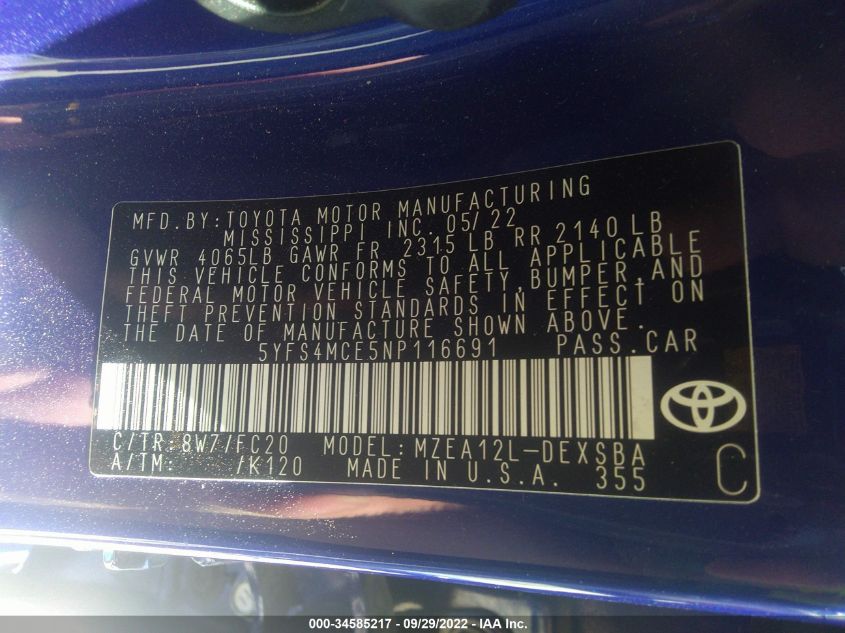 MFD.BY:TOYOTA MOTOR MANUFACTURING
MISSISSIPPI INC. 05/22
GVWR 4065LB GAWR FR 2315 LB RR 2140 LB
THIS VEHICLE CONFORMS TO ALL APPLICABLE
FEDERAL MOTOR VEHICLE SAFETY,BUMPER,AND
THEFT PREVENTION STANDARDS IN EFFECT ON
THE DATE OF MANUFACTURE SHOWN ABOVE.
5YFS4MCE5NP116691 PASS.CAR
C/TR 8W7/FC20 MODEL:MZEA12L-DEXSBA
A/TM: /K120 MADE IN U.S.A. 355 C
000-34585217 - 09/29/2022 - IAA Inc.